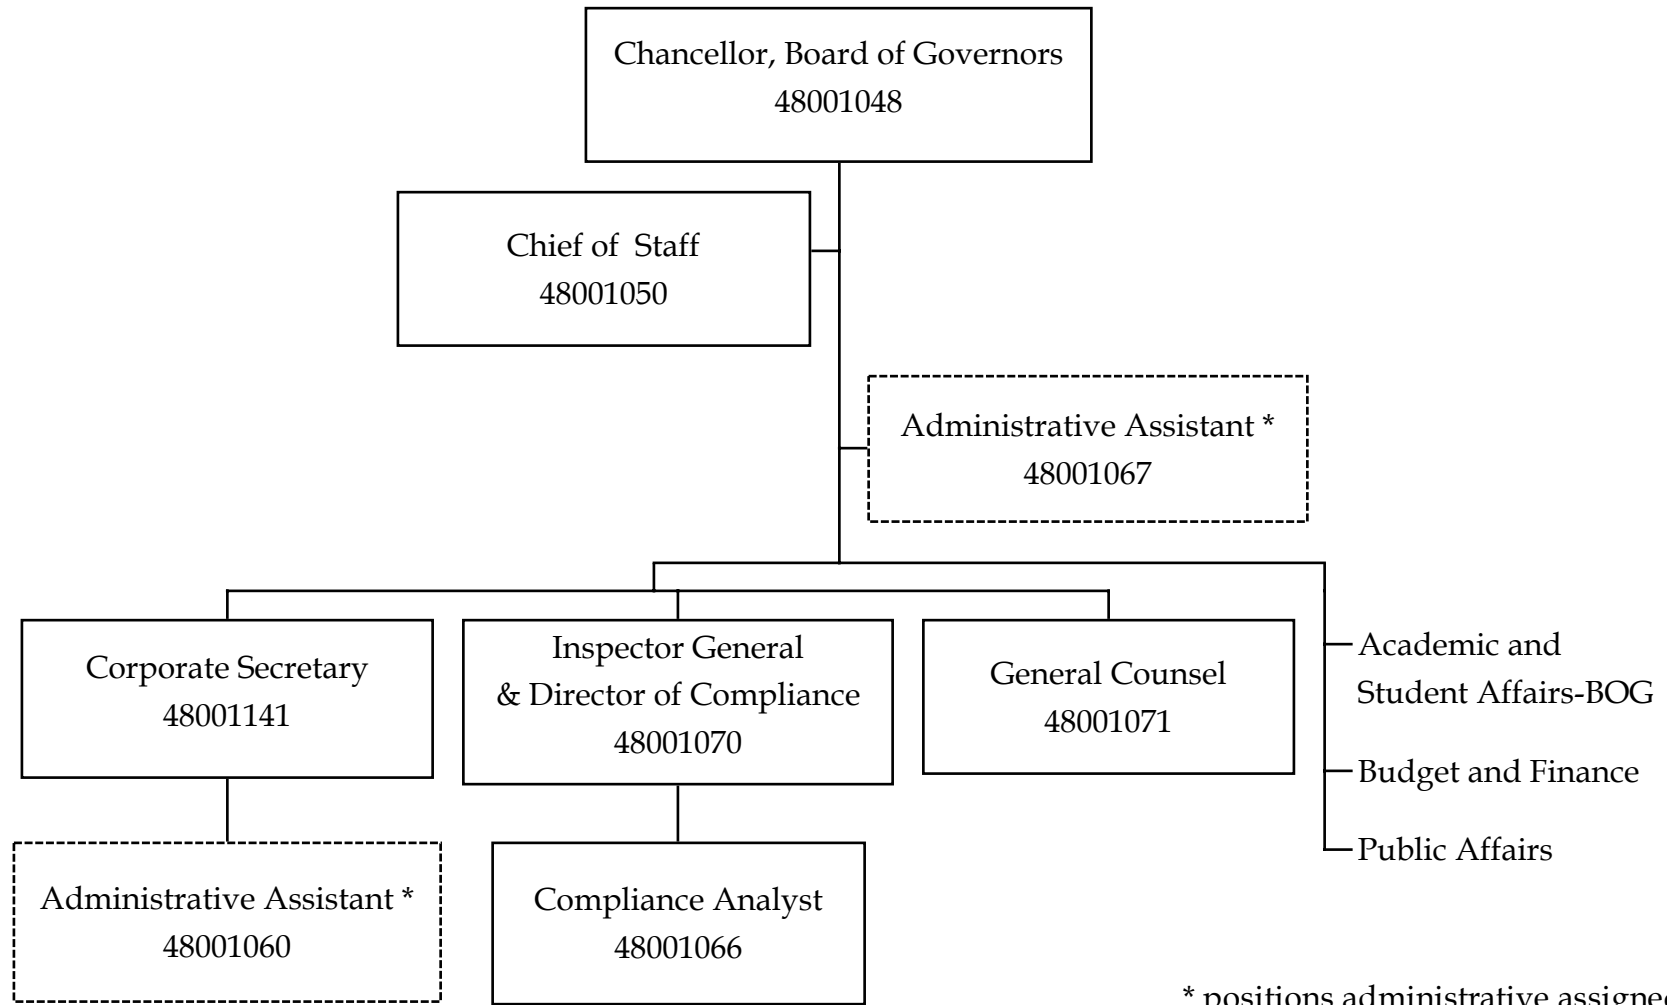 Chancellor, Board of Governors
48001048
Chief of  Staff
48001050
Administrative Assistant *
48001067
Corporate Secretary
48001141
Inspector General
& Director of Compliance
48001070
General Counsel
48001071
Academic and
Student Affairs-BOG
Budget and Finance
Public Affairs
Administrative Assistant *
48001060
Compliance Analyst
48001066
* positions administrative assigned